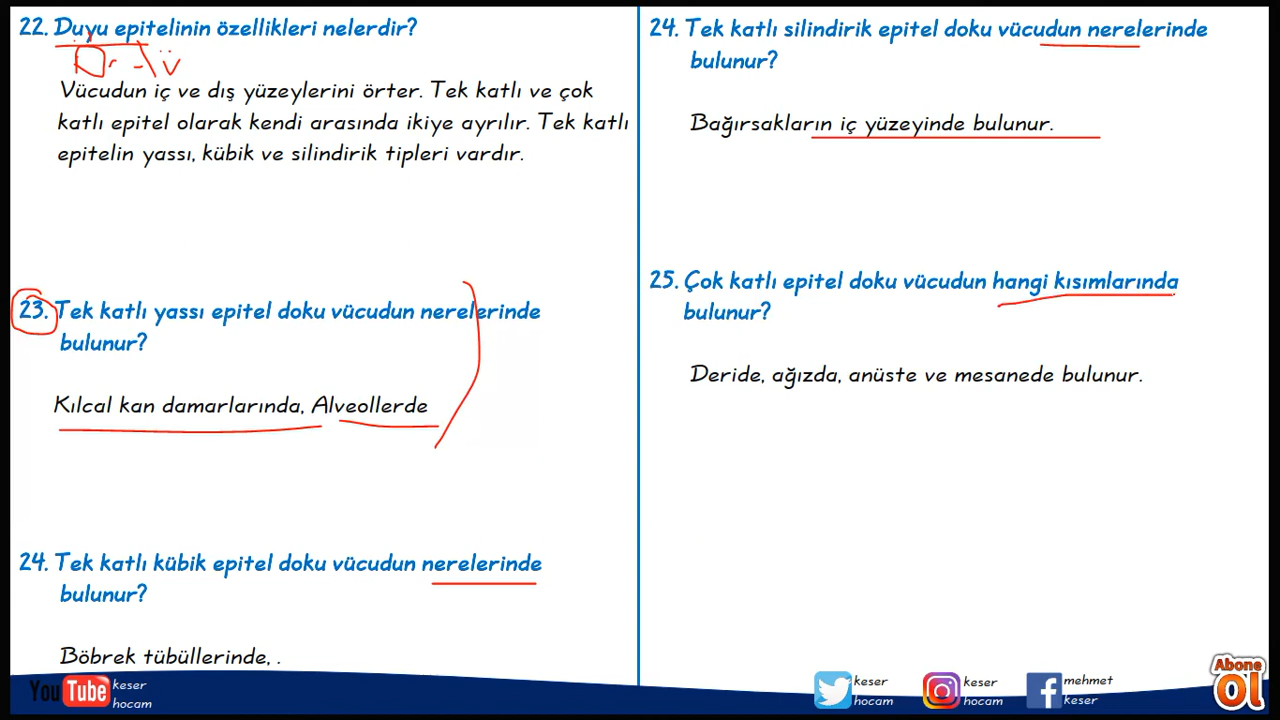 22. Duyu epitelinin özellikleri nelerdir?
Vücudun iç ve dış yüzeylerini örter. Tek katlı ve çok
katlı epitel olarak kendi arasında ikiye ayrılır. Tek katlı
epitelin yassı, kübik ve silindirik tipleri vardır.
23. Tek katlı yassı epitel doku vücudun nerelerinde
bulunur?
Kılcal kan damarlarında, Alveollerde
24. Tek katlı kübik epitel doku vücudun nerelerinde
bulunur?
Böbrek tübüllerinde, .
24. Tek katlı silindirik epitel doku vücudun nerelerinde
bulunur?
Bağırsakların iç yüzeyinde bulunur.
25. Çok katlı epitel doku vücudun hangi kısımlarında
bulunur?
Deride, ağızda, anüste ve mesanede bulunur.
YouTube keser
hocam
keser
hocam
keser
hocam
mehmet
keser
Abone
Ol